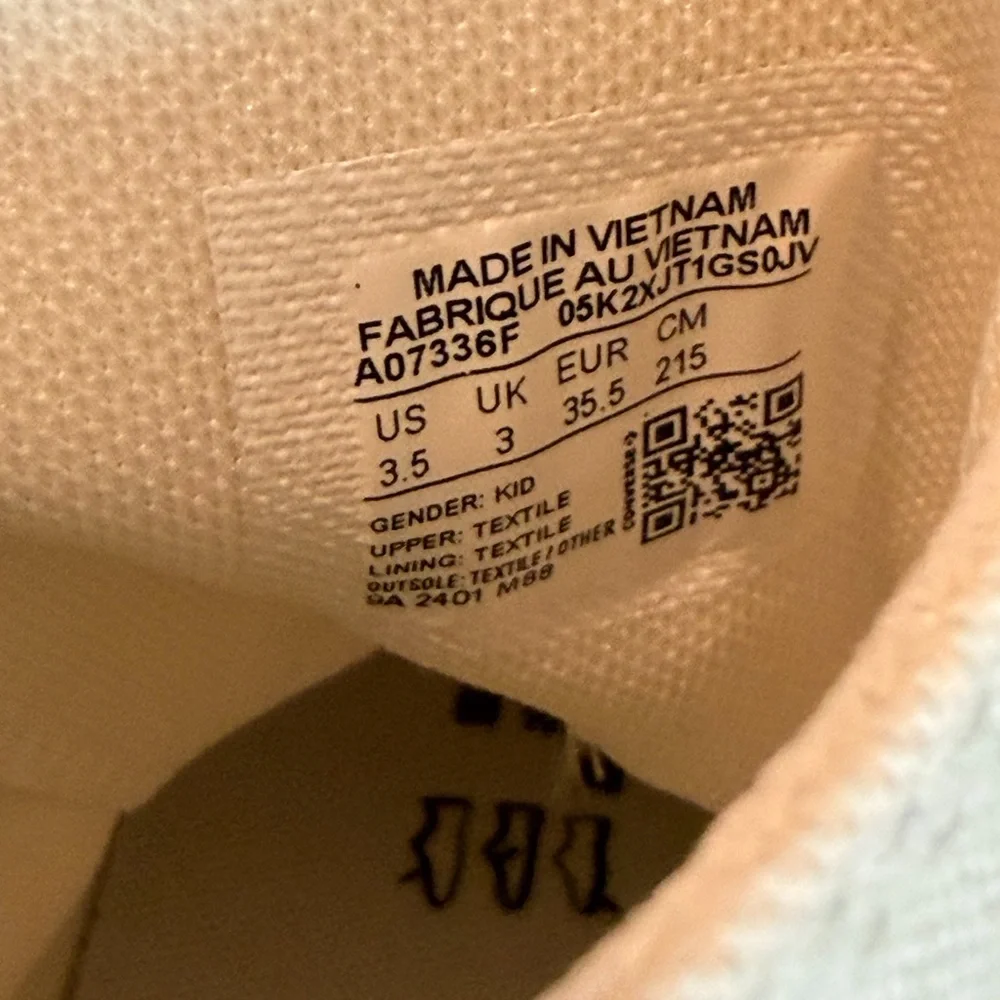 MADE IN VIETNAM
FABRIQUE AU VIETNAM
A07336F 05K2XJT1GS0JV
US UK EUR CM
3.5 3 35.5 215
GENDER: KID
UPPER: TEXTILE
LINING: TEXTILE
OUTSOLE: TEXTILE / OTHER
2401